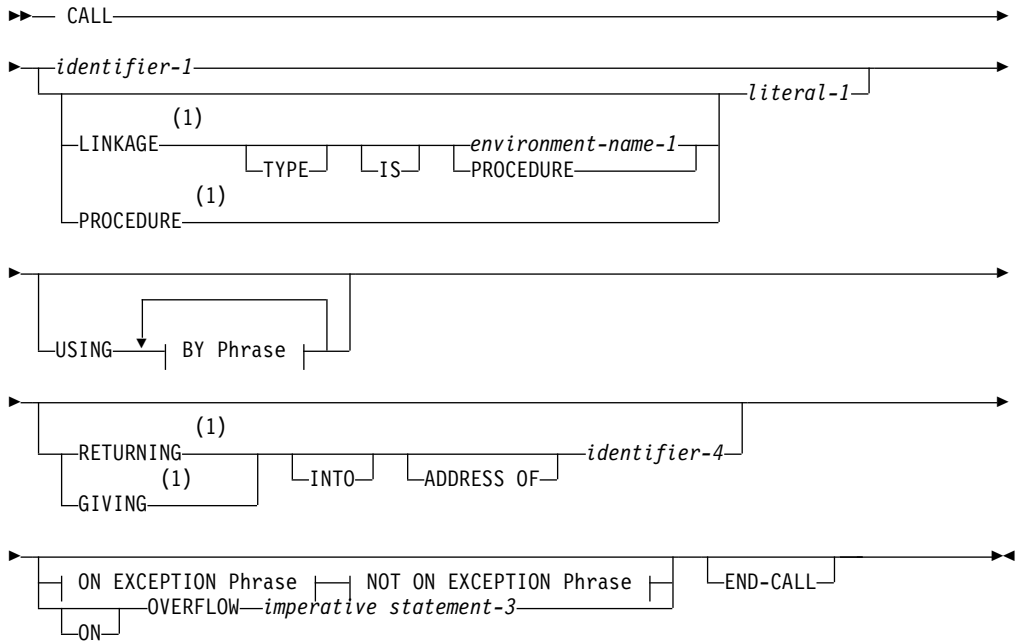 CALL
identifier-1
literal-1
(1)
LINKAGE environment-name-1
TYPE IS PROCEDURE
(1)
PROCEDURE
USING BY Phrase
(1)
RETURNING identifier-4
(1) INTO ADDRESS OF
GIVING
ON EXCEPTION Phrase NOT ON EXCEPTION Phrase END-CALL
OVERFLOW imperative statement-3
ON